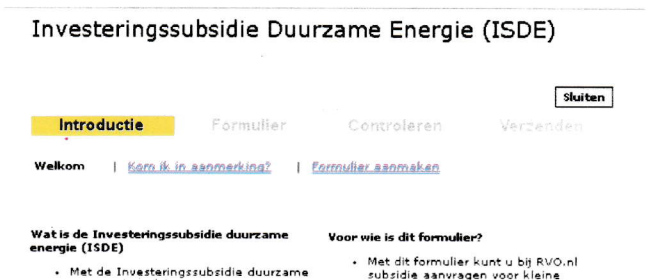 Investeringssubsidie Duurzame Energie (ISDE)
Sluiten
Introductie Formulier Controleren Verzenden
Welkom | Kom ik in aanmerking? | Formulier aanmaken
Wat is de Investeringssubsidie duurzame
energie (ISDE)
• Met de Investeringssubsidie duurzame
Voor wie is dit formulier?
• Met dit formulier kunt u bij RVO.nl
subsidie aanvragen voor kleine